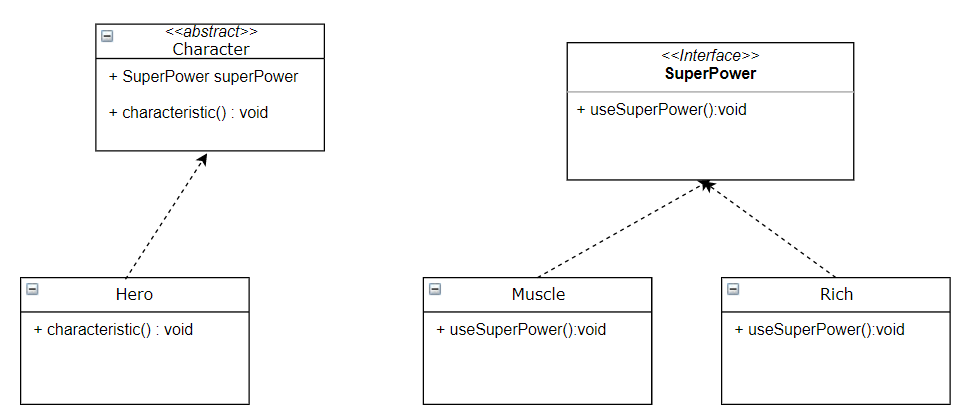 <<abstract>>
Character
+ SuperPower superPower
+ characteristic() : void
<<Interface>>
SuperPower
+ useSuperPower():void
Hero
+ characteristic() : void
Muscle
+ useSuperPower():void
Rich
+ useSuperPower():void